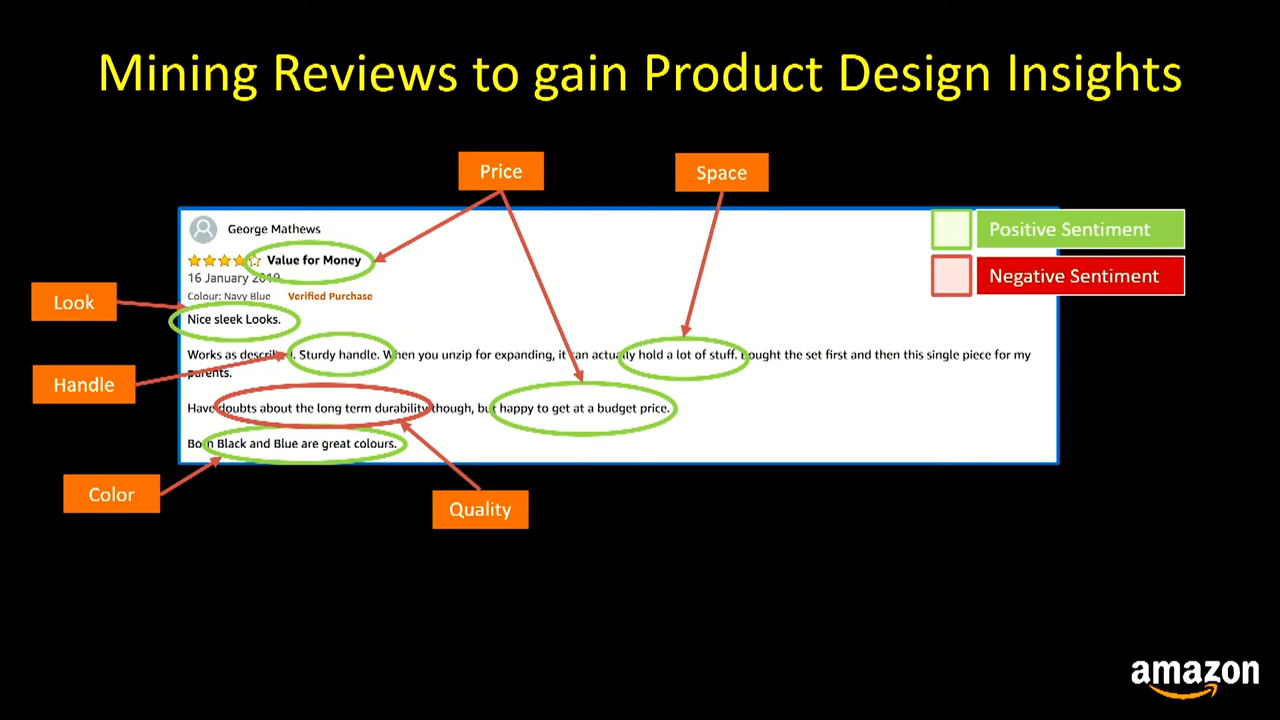 Mining Reviews to gain Product Design Insights
Price
Space
George Mathews
Positive Sentiment
Value for Money
16 January 2019
Negative Sentiment
Colour: Navy Blue Verified Purchase
Look
Nice sleek Looks.
Works as described. Sturdy handle. When you unzip for expanding, it can actually hold a lot of stuff. Bought the set first and then this single piece for my
parents.
Handle
Have doubts about the long term durability though, but happy to get at a budget price.
Both Black and Blue are great colours.
Color
Quality
amazon